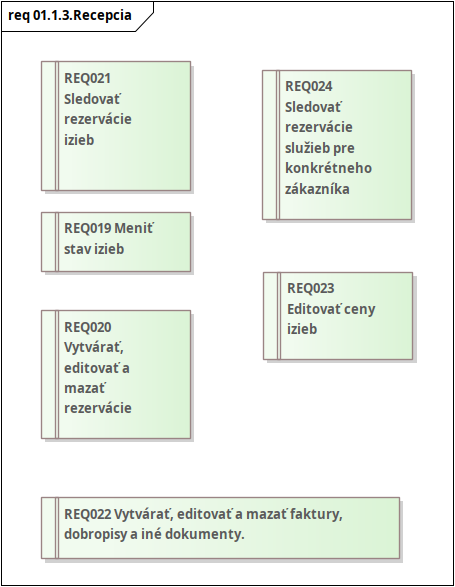 req 01.1.3.Recepcia
REQ021
Sledovať
rezervácie
izieb
REQ024
Sledovať
rezervácie
služieb pre
konkrétneho
zákazníka
REQ019 Meniť
stav izieb
REQ023
Editovať ceny
izieb
REQ020
Vytvárať,
editovať a
mazať
rezervácie
REQ022 Vytvárať, editovať a mazať faktury,
dobropisy a iné dokumenty.